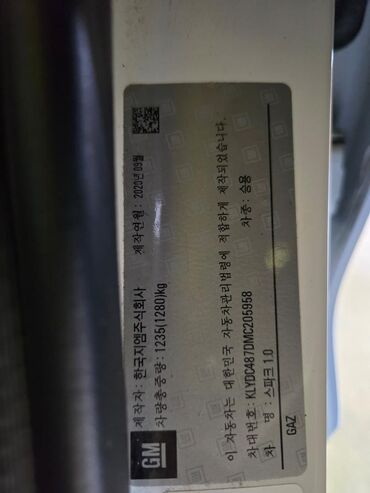 GM
제작자 : 한국지엠주식회사 제작연월 : 2020년 09월
차량총중량 : 1235(1280)kg
이 자동차는 대한민국 자동차관리법령에 적합하게 제작되었습니다.
차대번호 : KLYDC487DMC205958 차종 : 승용
차 명 : 스파크 1.0
GAZ